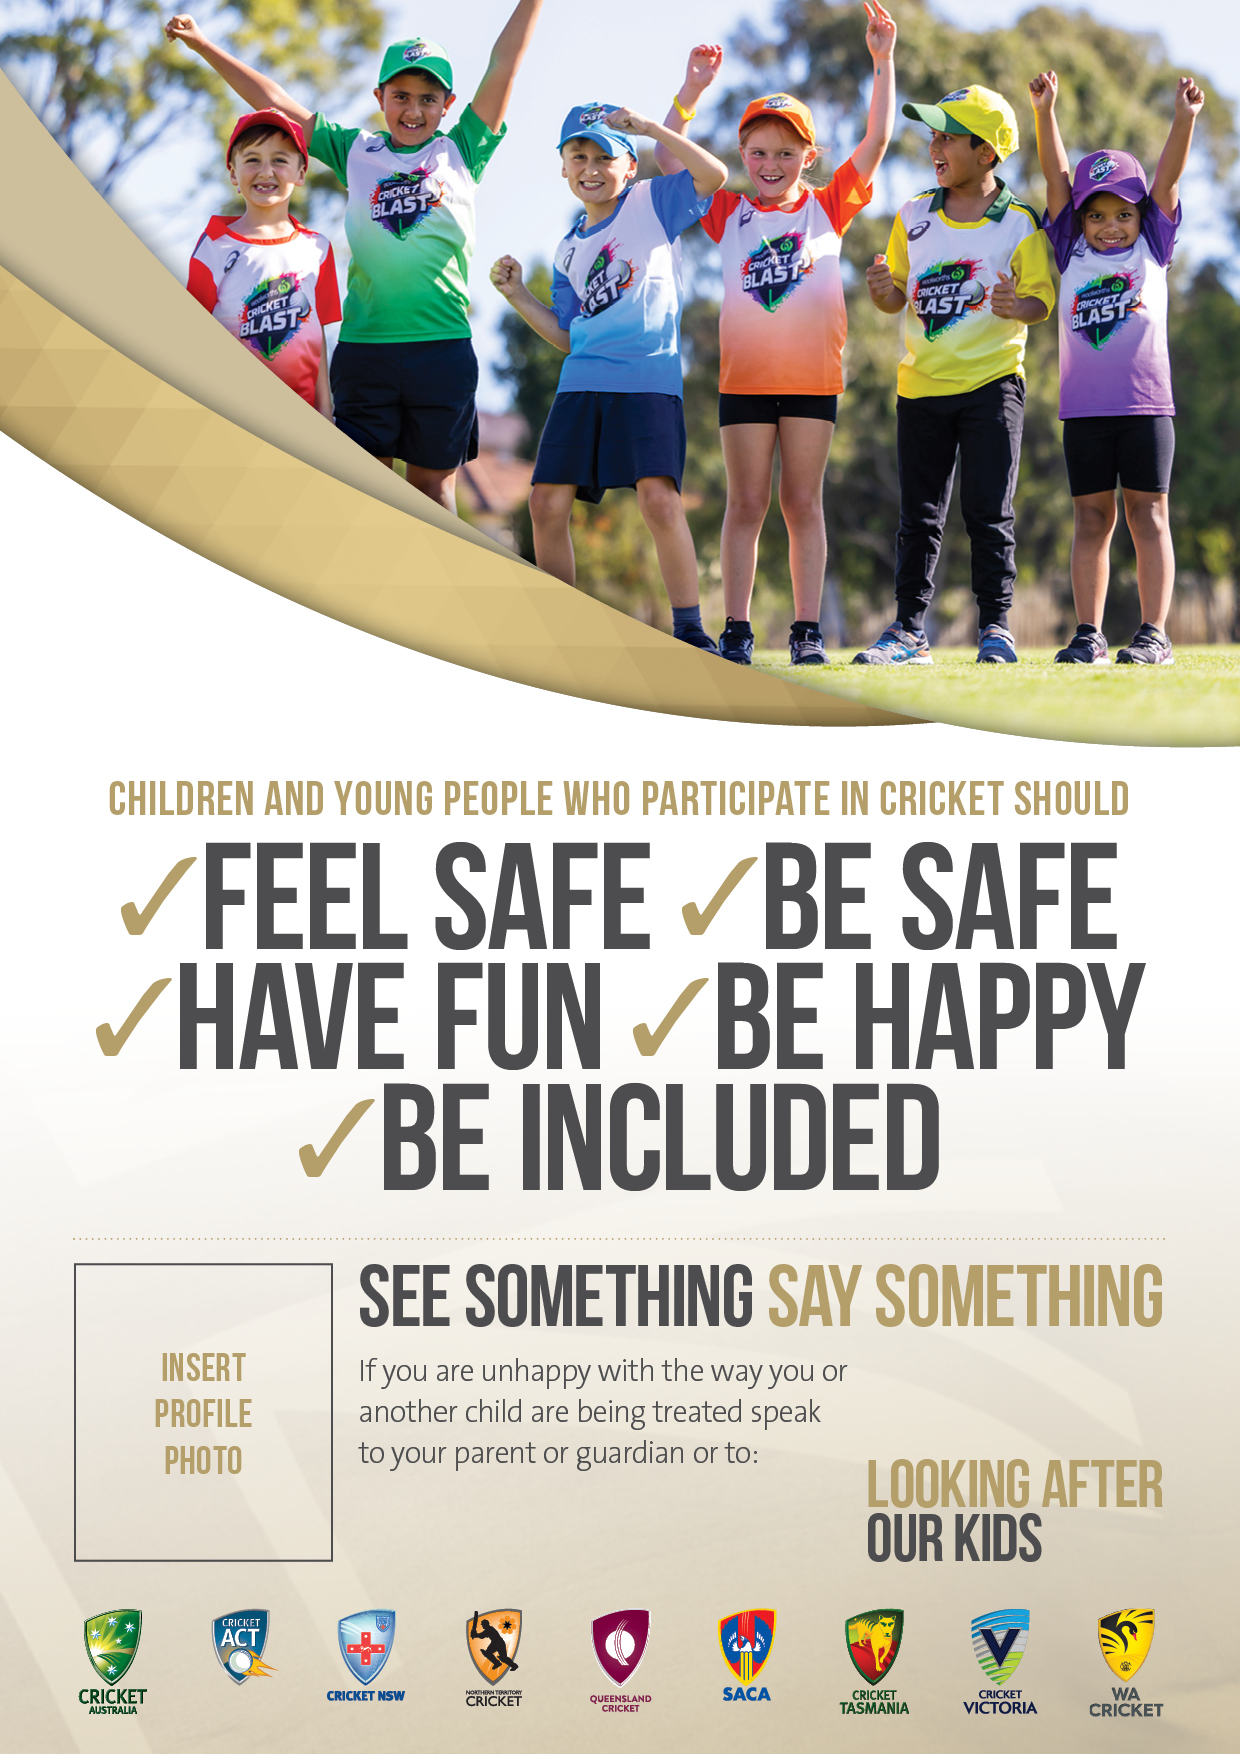 CRICKET
BLAST
CRICKET
BLAST
CRICKET
BLAST
woolworths
CRICKET
BLAST
woolworths
CRICKET
BLAST
CHILDREN AND YOUNG PEOPLE WHO PARTICIPATE IN CRICKET SHOULD
✓FEEL SAFE ✓BE SAFE
✓HAVE FUN ✓BE HAPPY
✓BE INCLUDED
SEE SOMETHING SAY SOMETHING
INSERT
PROFILE
PHOTO
If you are unhappy with the way you or
another child are being treated speak
to your parent or guardian or to:
LOOKING AFTER
OUR KIDS
CRICKET
AUSTRALIA
CRICKET
ACT
CRICKET NSW
NORTHERN TERRITORY
CRICKET
QUEENSLAND
CRICKET
SACA
CRICKET
TASMANIA
CRICKET
VICTORIA
WA
CRICKET